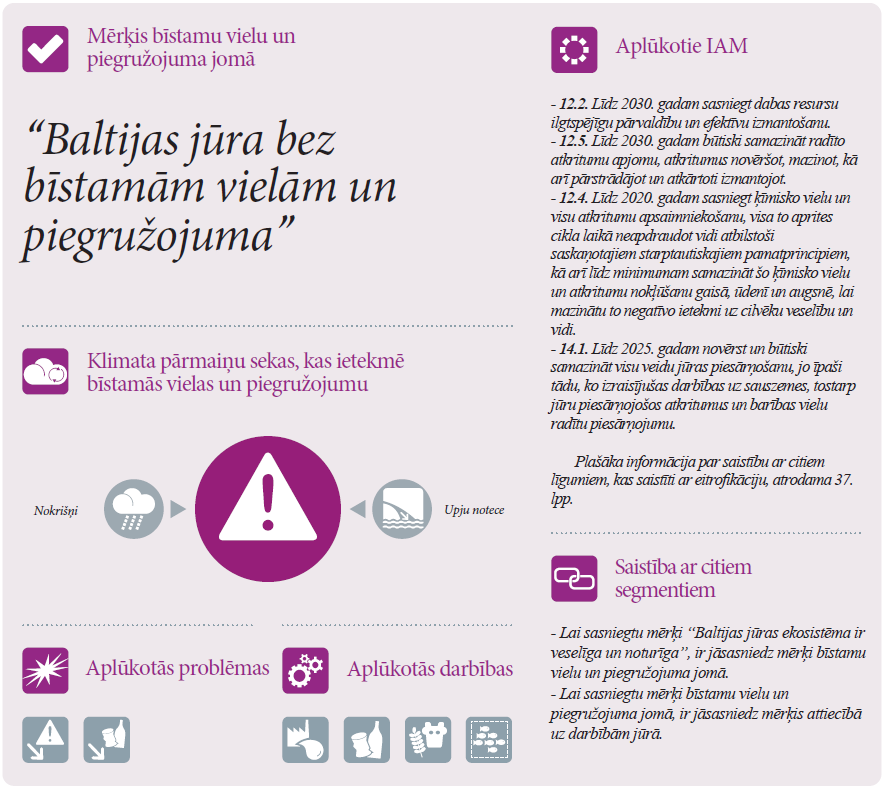 Mērķis bīstamu vielu un
piegružojuma jomā
“Baltijas jūra bez
bīstamām vielām un
piegružojuma”
Klimata pārmaiņu sekas, kas ietekmē
bīstamās vielas un piegružojumu
Nokrišņi
Upju notece
Aplūkotās problēmas
Aplūkotās darbības
Aplūkotie IAM
- 12.2. Līdz 2030. gadam sasniegt dabas resursu
ilgtspējīgu pārvaldību un efektīvu izmantošanu.
- 12.5. Līdz 2030. gadam būtiski samazināt radīto
atkritumu apjomu, atkritumus novēršot, mazinot, kā
arī pārstrādājot un atkārtoti izmantojot.
- 12.4. Līdz 2020. gadam sasniegt ķīmisko vielu un
visu atkritumu apsaimniekošanu, visa to aprites
cikla laikā neapdraudot vidi atbilstoši
saskaņotajiem starptautiskajiem pamatprincipiem,
kā arī līdz minimumam samazināt šo ķīmisko vielu
un atkritumu nokļūšanu gaisā, ūdenī un augsnē, lai
mazinātu to negatīvo ietekmi uz cilvēku veselību un
vidi.
- 14.1. Līdz 2025. gadam novērst un būtiski
samazināt visu veidu jūras piesārņošanu, jo īpaši
tādu, ko izraisījušas darbības uz sauszemes, tostarp
jūru piesārņojošos atkritumus un barības vielu
radītu piesārņojumu.
Plašāka informācija par saistību ar citiem
līgumiem, kas saistīti ar eitrofikāciju, atrodama 37.
lpp.
Saistība ar citiem
segmentiem
- Lai sasniegtu mērķi “Baltijas jūras ekosistēma ir
veselīga un noturīga”, ir jāsasniedz mērķi bīstamu
vielu un piegružojuma jomā.
- Lai sasniegtu mērķi bīstamu vielu un
piegružojuma jomā, ir jāsasniedz mērķis attiecībā
uz darbībām jūrā.